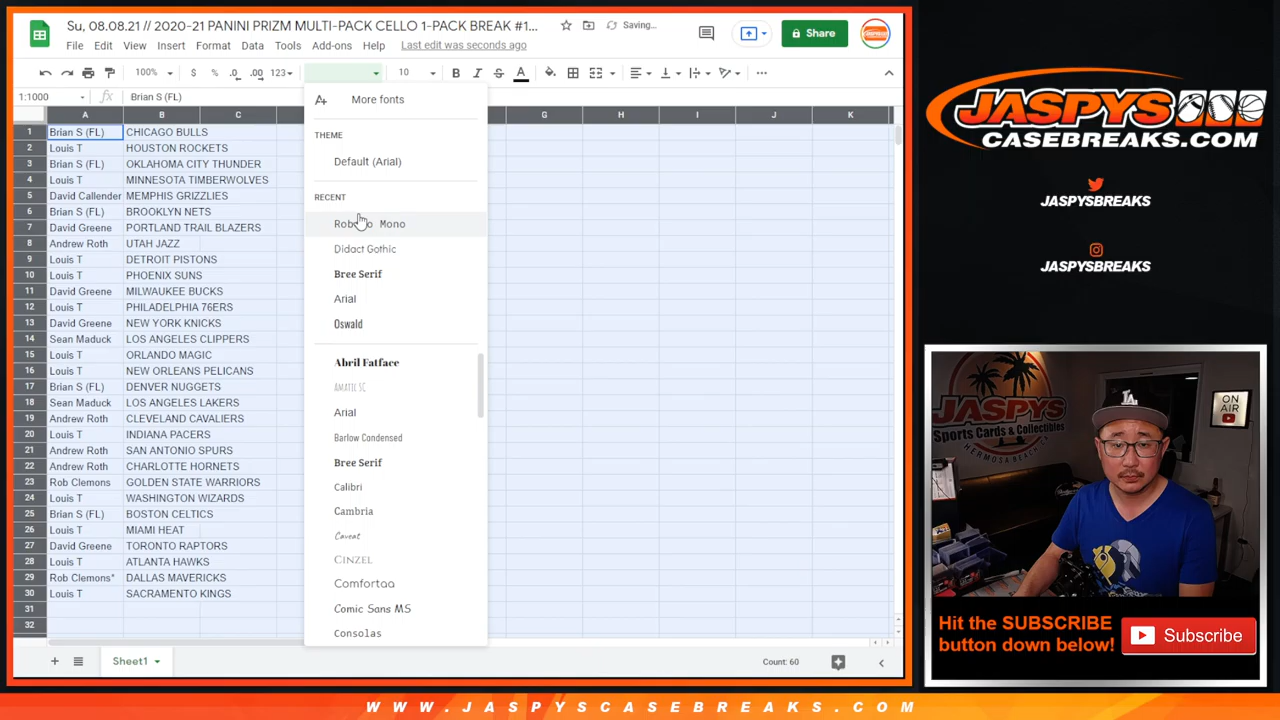 Su, 08.08.21 // 2020-21 PANINI PRIZM MULTI-PACK CELLO 1-PACK BREAK #1...
Saving...
Share
File Edit View Insert Format Data Tools Add-ons Help Last edit was seconds ago
100% $ % .0 .00 123 10 B I S A
1:1000 fx Brian S (FL)
A B C G H I J K
1 Brian S (FL) CHICAGO BULLS
2 Louis T HOUSTON ROCKETS
3 Brian S (FL) OKLAHOMA CITY THUNDER
4 Louis T MINNESOTA TIMBERWOLVES
5 David Callender MEMPHIS GRIZZLIES
6 Brian S (FL) BROOKLYN NETS
7 David Greene PORTLAND TRAIL BLAZERS
8 Andrew Roth UTAH JAZZ
9 Louis T DETROIT PISTONS
10 Louis T PHOENIX SUNS
11 David Greene MILWAUKEE BUCKS
12 Louis T PHILADELPHIA 76ERS
13 David Greene NEW YORK KNICKS
14 Sean Maduck LOS ANGELES CLIPPERS
15 Louis T ORLANDO MAGIC
16 Louis T NEW ORLEANS PELICANS
17 Brian S (FL) DENVER NUGGETS
18 Sean Maduck LOS ANGELES LAKERS
19 Andrew Roth CLEVELAND CAVALIERS
20 Louis T INDIANA PACERS
21 Andrew Roth SAN ANTONIO SPURS
22 Andrew Roth CHARLOTTE HORNETS
23 Rob Clemons GOLDEN STATE WARRIORS
24 Louis T WASHINGTON WIZARDS
25 Brian S (FL) BOSTON CELTICS
26 Louis T MIAMI HEAT
27 David Greene TORONTO RAPTORS
28 Louis T ATLANTA HAWKS
29 Rob Clemons* DALLAS MAVERICKS
30 Louis T SACRAMENTO KINGS
31
32
More fonts
THEME
Default (Arial)
RECENT
Roboto Mono
Didact Gothic
Bree Serif
Arial
Oswald
Abril Fatface
AMATIC SC
Arial
Barlow Condensed
Bree Serif
Calibri
Cambria
Caveat
CINZEL
Comfortaa
Comic Sans MS
Consolas
Sheet1
Count: 60
JASPYS
CASEBREAKS.COM
JASPYSBREAKS
JASPYSBREAKS
JASPYS
Sports Cards & Collectibles
HERMOSA BEACH
ON
AIR
LA
Hit the SUBSCRIBE
button down below!
Subscribe
WWW.JASPYSCASEBREAKS.COM